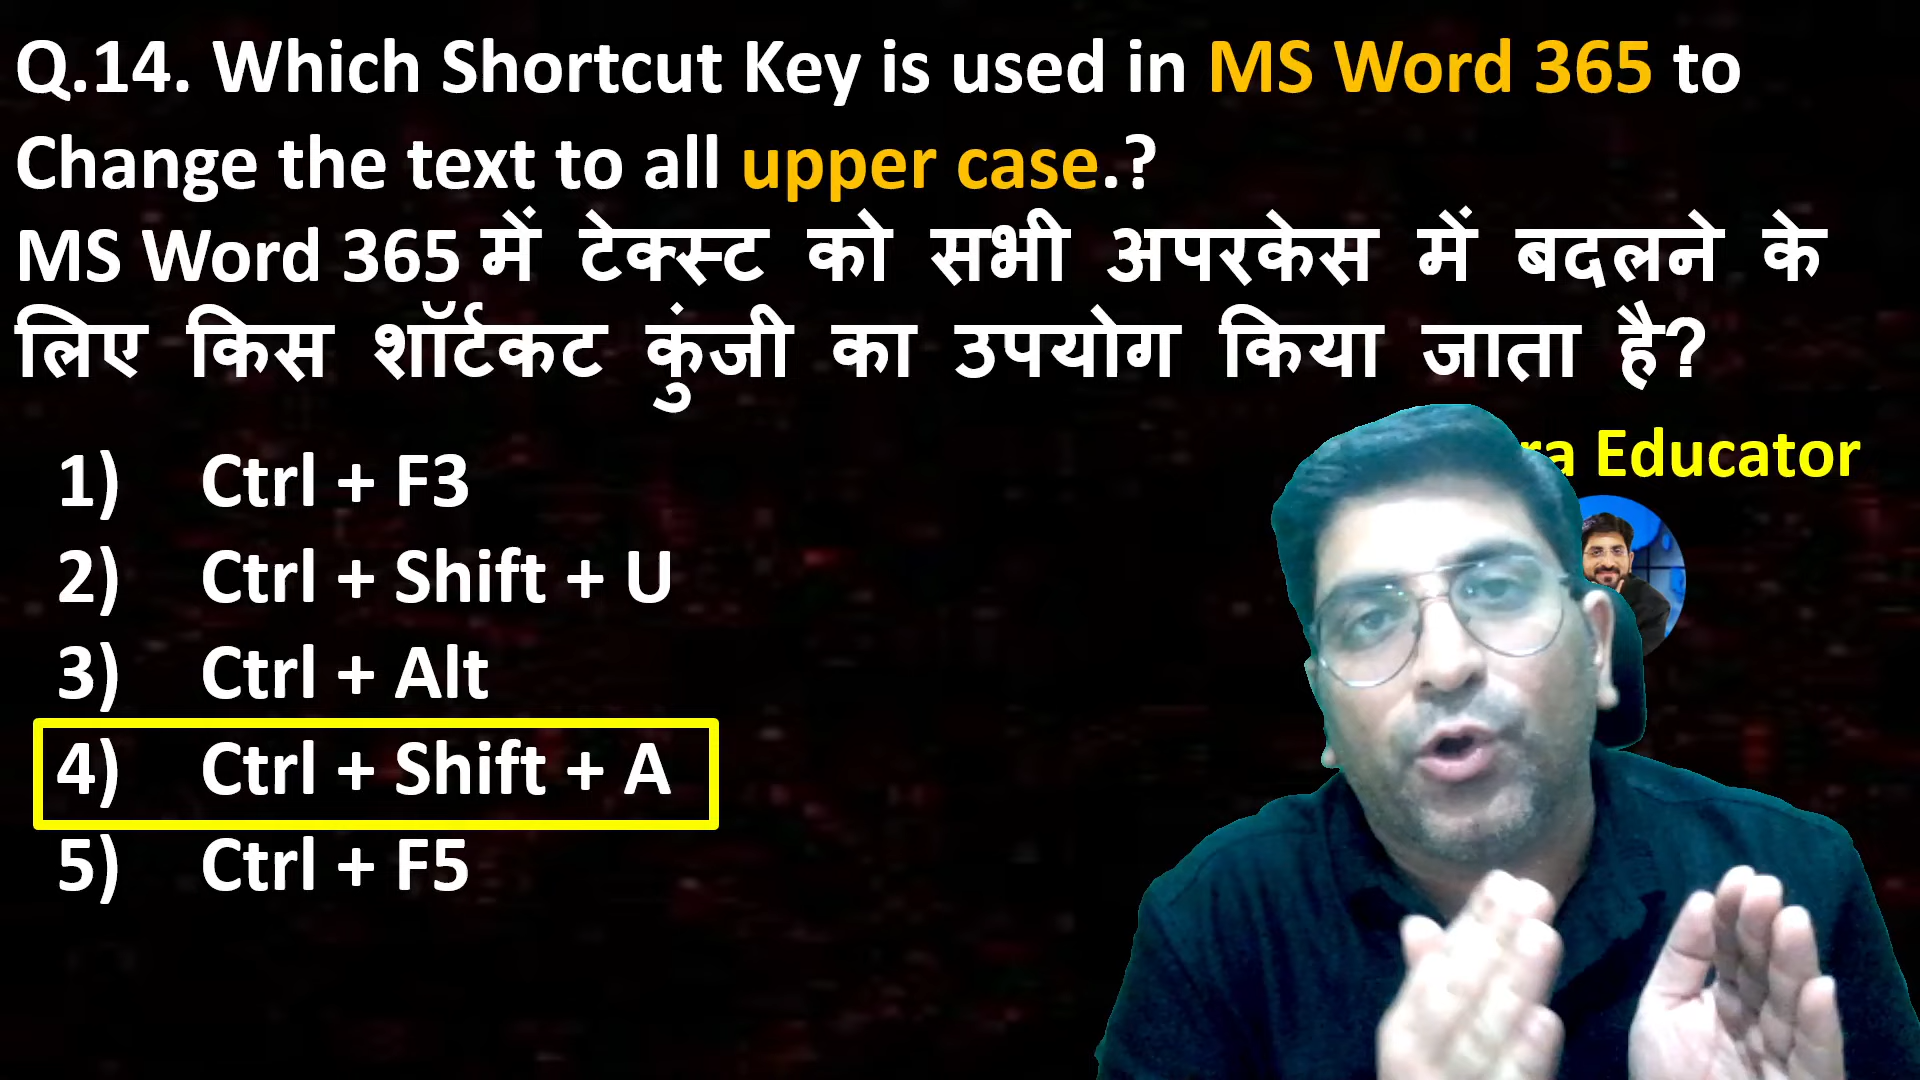 Q.14. Which Shortcut Key is used in MS Word 365 to
Change the text to all upper case.?
MS Word 365 में टेक्स्ट को सभी अपरकेस में बदलने के
लिए किस शॉर्टकट कुंजी का उपयोग किया जाता है?
Educator
1) Ctrl + F3
2) Ctrl + Shift + U
3) Ctrl + Alt
4) Ctrl + Shift + A
5) Ctrl + F5